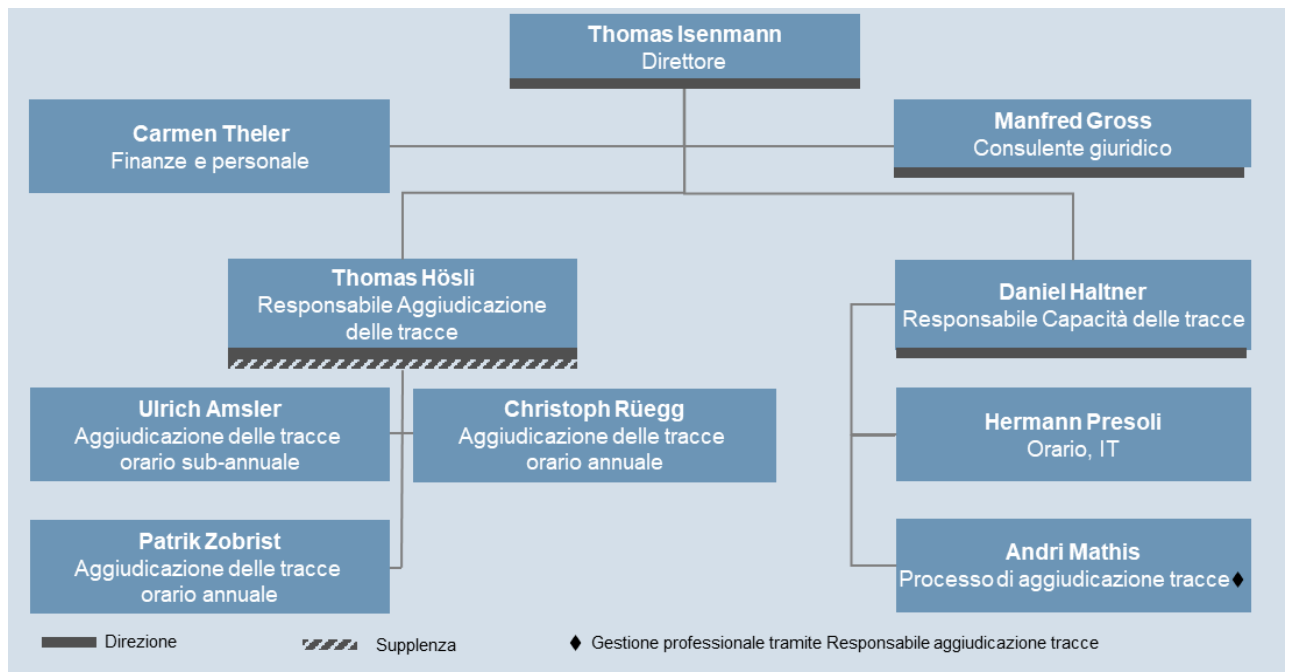 Thomas Isenmann
Direttore
Carmen Theler
Finanze e personale
Manfred Gross
Consulente giuridico
Thomas Hösli
Responsabile Aggiudicazione
delle tracce
Daniel Haltner
Responsabile Capacità delle tracce
Ulrich Amsler
Aggiudicazione delle tracce
orario sub-annuale
Christoph Rüegg
Aggiudicazione delle tracce
orario annuale
Hermann Presoli
Orario, IT
Patrik Zobrist
Aggiudicazione delle tracce
orario annuale
Andri Mathis
Processo di aggiudicazione tracce♦
Direzione
Supplenza
♦ Gestione professionale tramite Responsabile aggiudicazione tracce